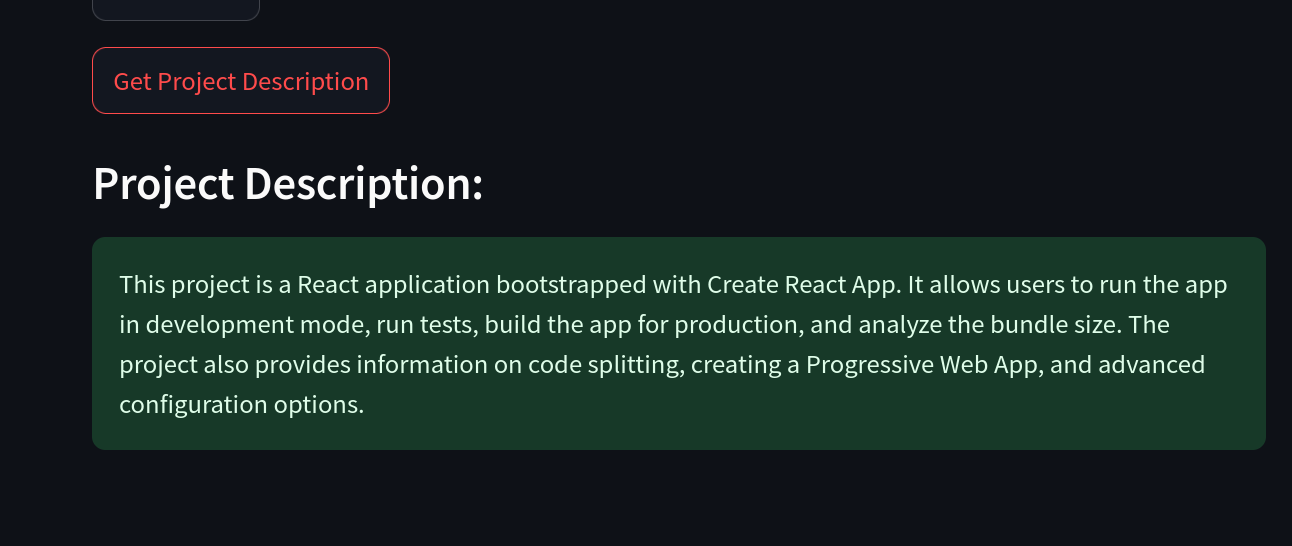 Get Project Description
Project Description:
This project is a React application bootstrapped with Create React App. It allows users to run the app
in development mode, run tests, build the app for production, and analyze the bundle size. The
project also provides information on code splitting, creating a Progressive Web App, and advanced
configuration options.